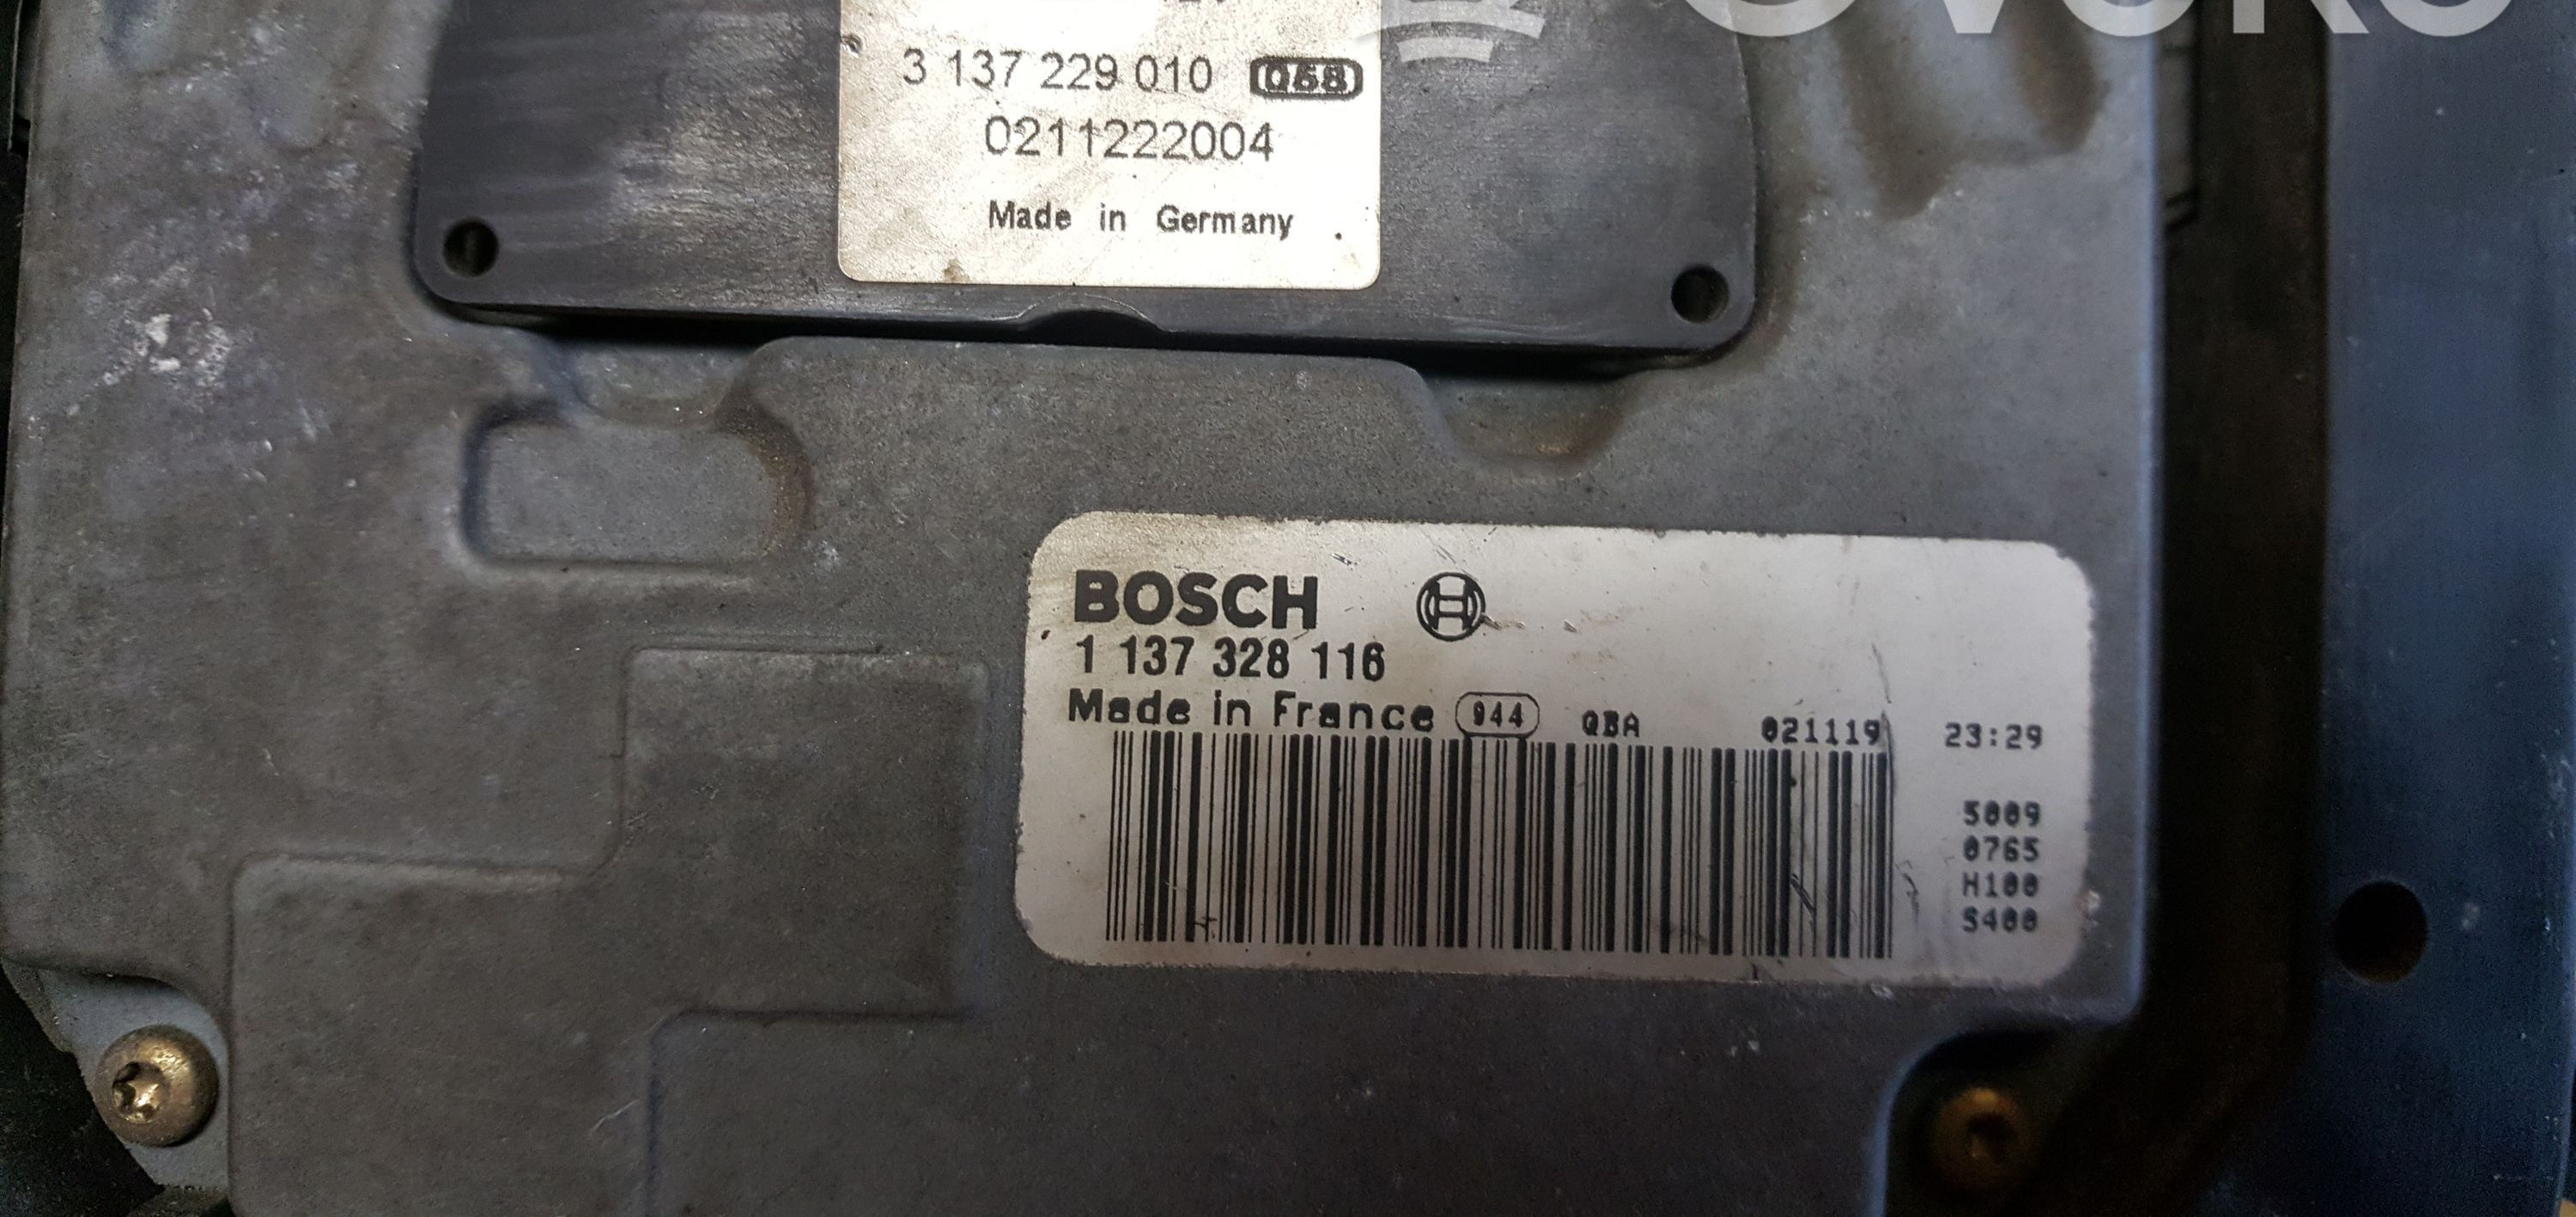 3 137 229 010 068
0211222004
Made in Germany
BOSCH
1 137 328 116
Made in France 944 QBA 021119 23:29
5009
0765
H100
S400